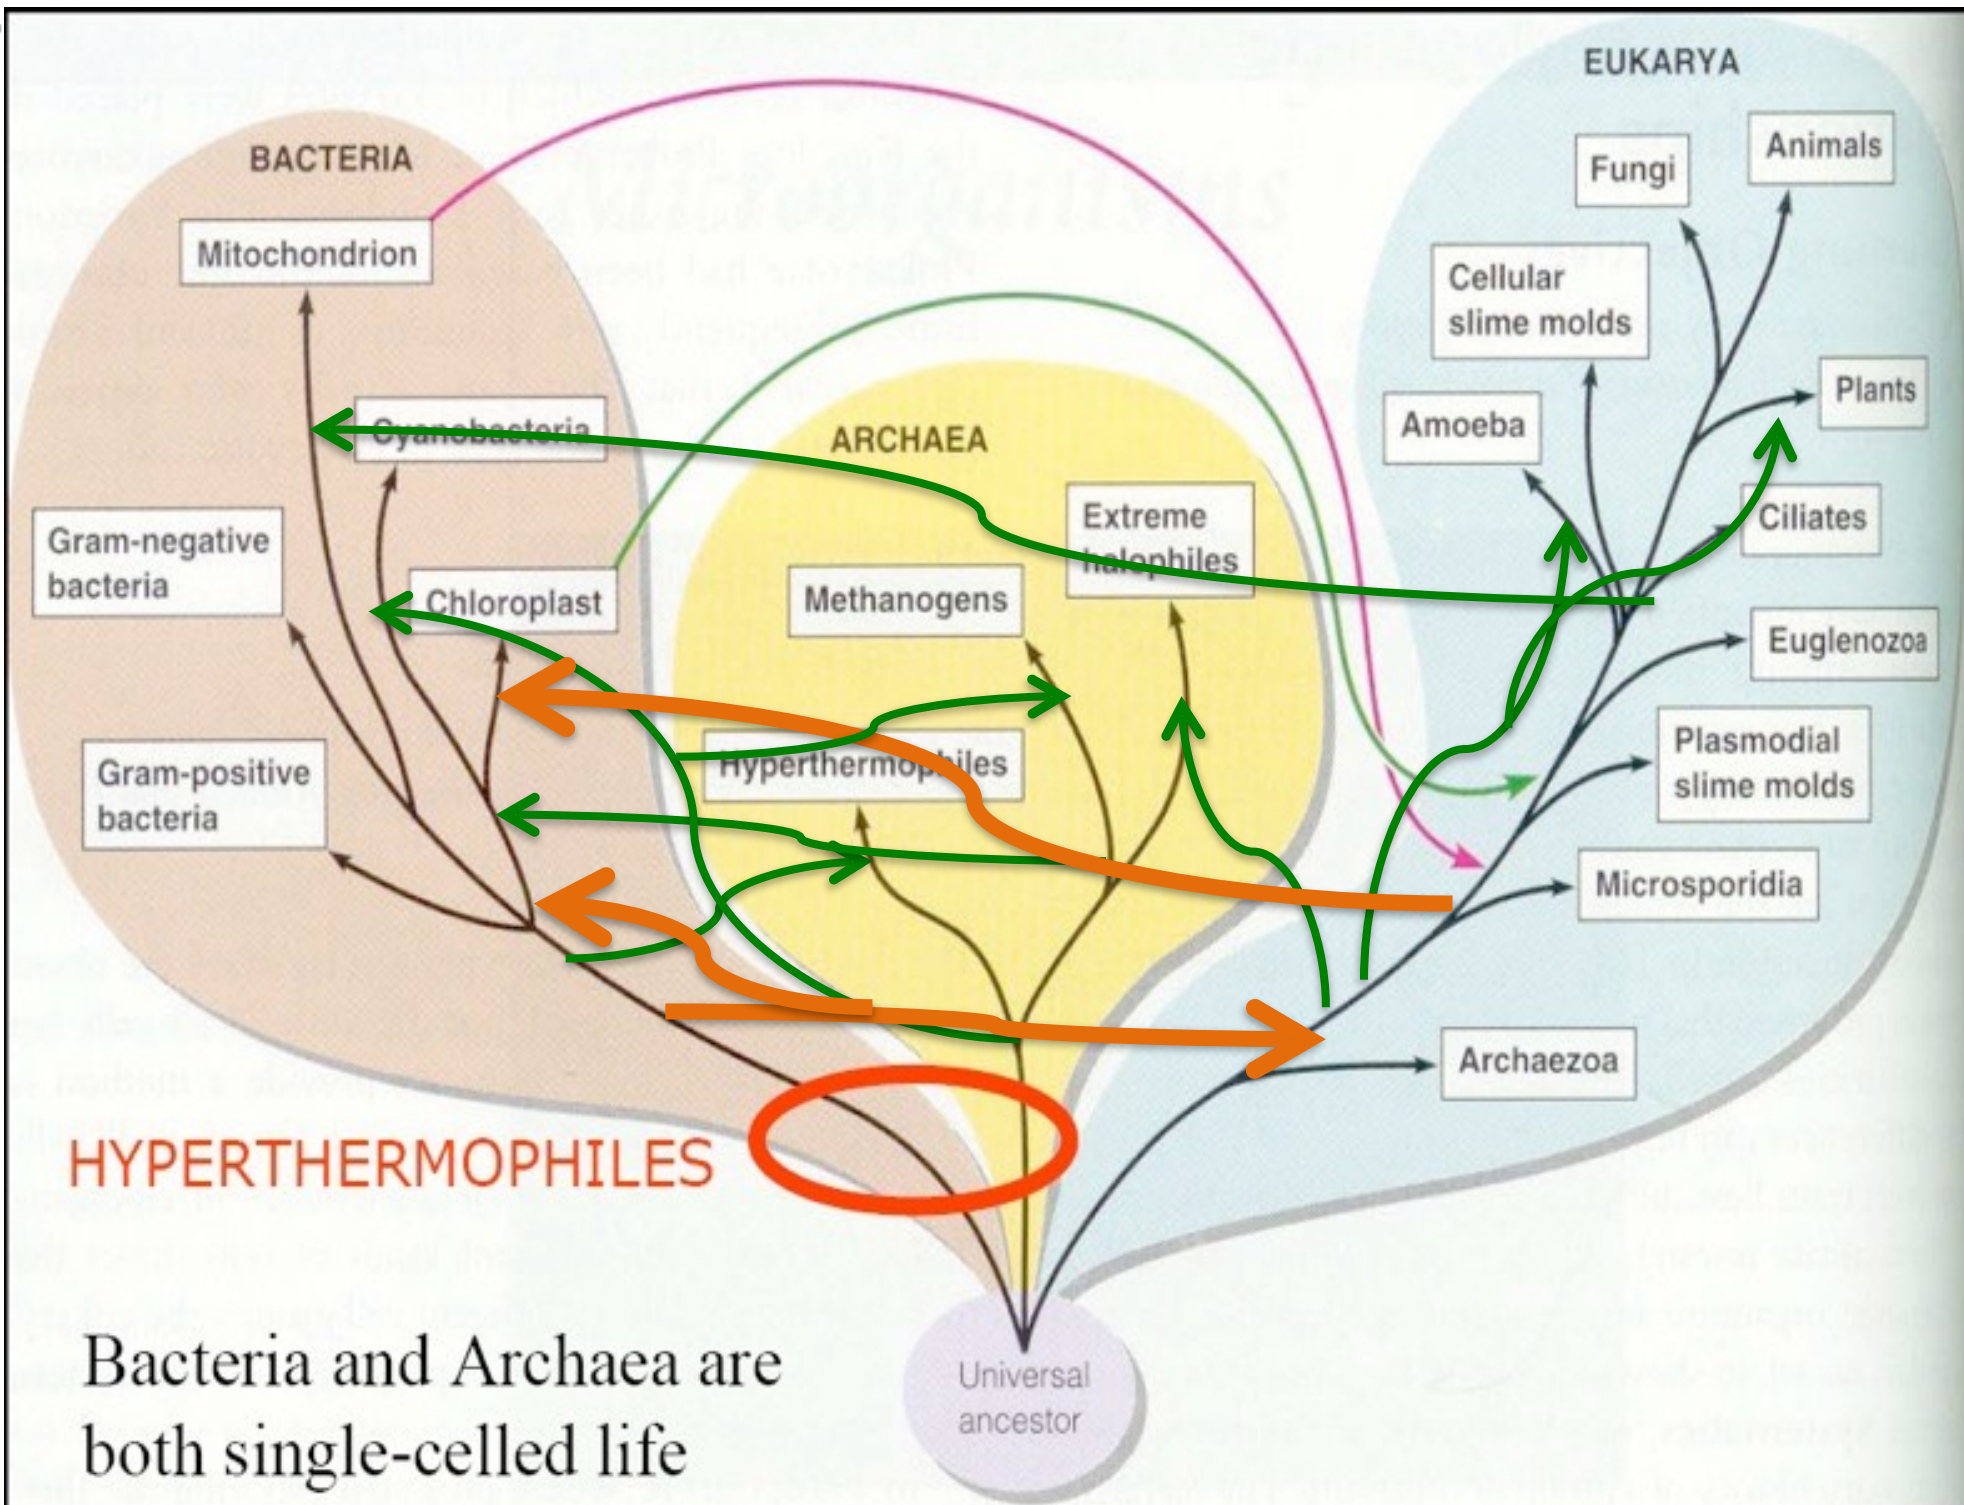 EUKARYA
BACTERIA
Mitochondrion
Fungi
Animals
Cellular
slime molds
Plants
Cyanobacteria
ARCHAEA
Amoeba
Gram-negative
bacteria
Chloroplast
Methanogens
Extreme
halophiles
Ciliates
Euglenozoa
Gram-positive
bacteria
Hyperthermophiles
Plasmodial
slime molds
Microsporidia
Archaezoa
HYPERTHERMOPHILES
Universal
ancestor
Bacteria and Archaea are
both single-celled life